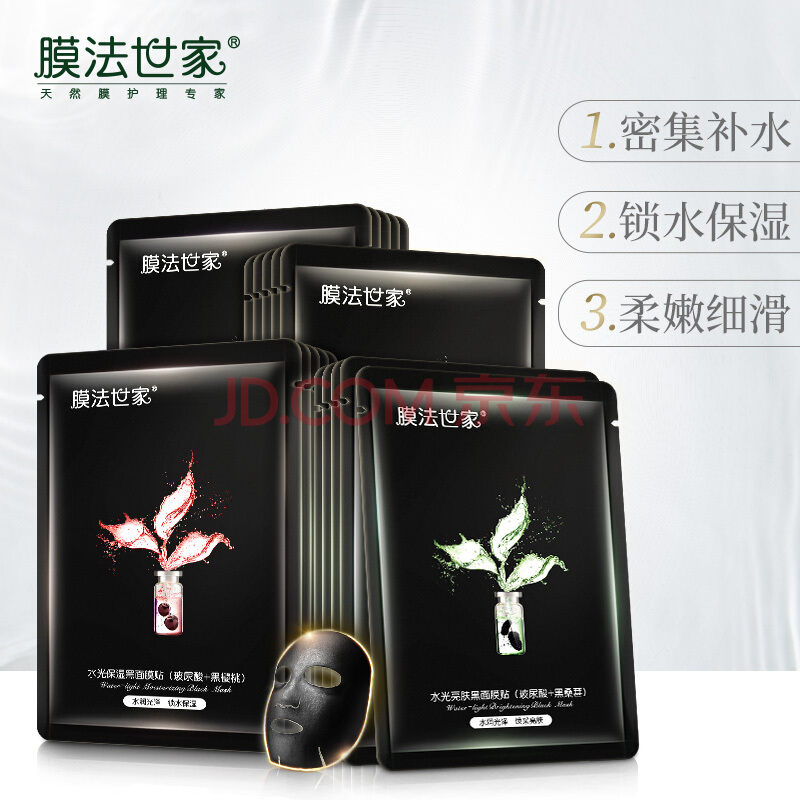 膜法世家®
天然膜护理专家
1.密集补水
2.锁水保湿
3.柔嫩细滑
膜法世家®
膜法世家®
膜法世家®
膜法世家®
JD.COM 京东
水光保湿黑面膜贴（玻尿酸+黑樱桃）
Water-light Moisturizing Black Mask
水润光泽 锁水保湿
水光亮肤黑面膜贴（玻尿酸+黑桑葚）
Water-light Brightening Black Mask
水润光泽 焕采亮肤